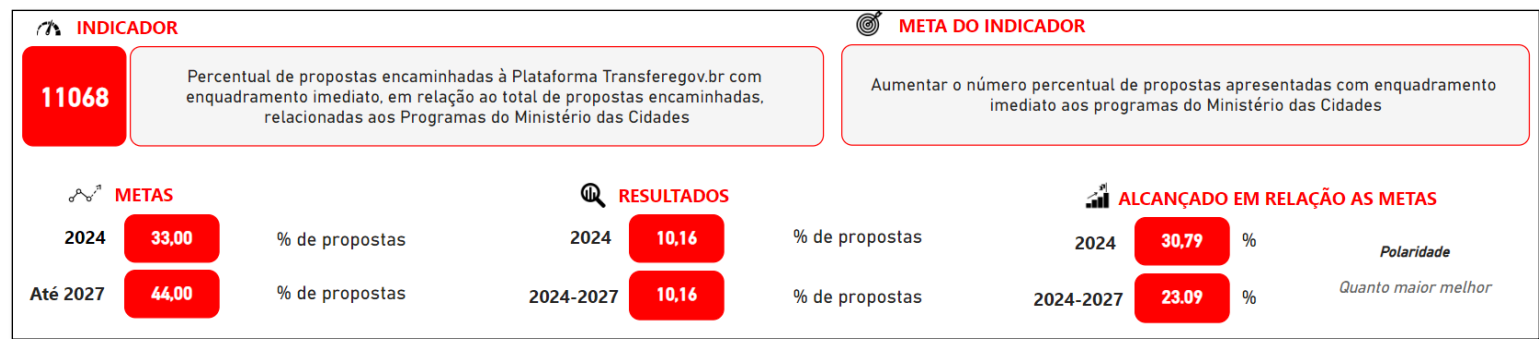 INDICADOR
META DO INDICADOR
11068
Percentual de propostas encaminhadas à Plataforma Transferegov.br com
enquadramento imediato, em relação ao total de propostas encaminhadas,
relacionadas aos Programas do Ministério das Cidades
Aumentar o número percentual de propostas apresentadas com enquadramento
imediato aos programas do Ministério das Cidades
METAS
2024 33,00 % de propostas
Até 2027 44,00 % de propostas
RESULTADOS
2024 10,16 % de propostas
2024-2027 10,16 % de propostas
ALCANÇADO EM RELAÇÃO AS METAS
2024 30,79 %
2024-2027 23.09 %
Polaridade
Quanto maior melhor